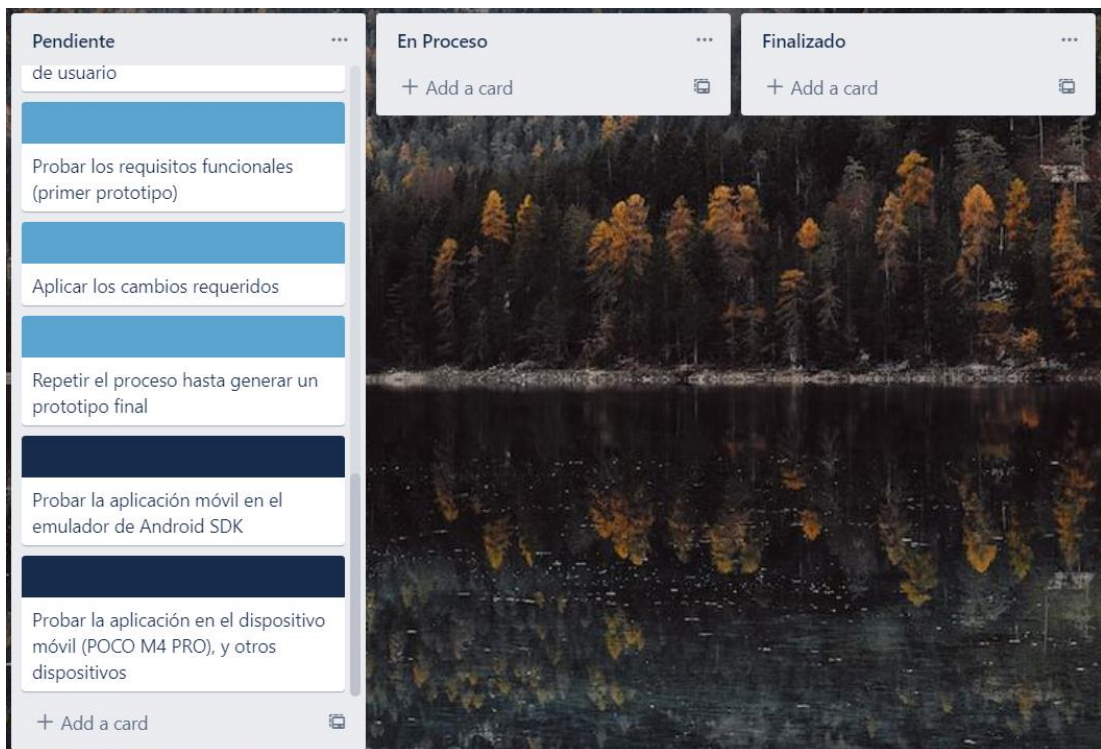 Pendiente
de usuario
Probar los requisitos funcionales
(primer prototipo)
Aplicar los cambios requeridos
Repetir el proceso hasta generar un
prototipo final
Probar la aplicación móvil en el
emulador de Android SDK
Probar la aplicación en el dispositivo
móvil (POCO M4 PRO), y otros
dispositivos
+ Add a card
En Proceso
+ Add a card
Finalizado
+ Add a card